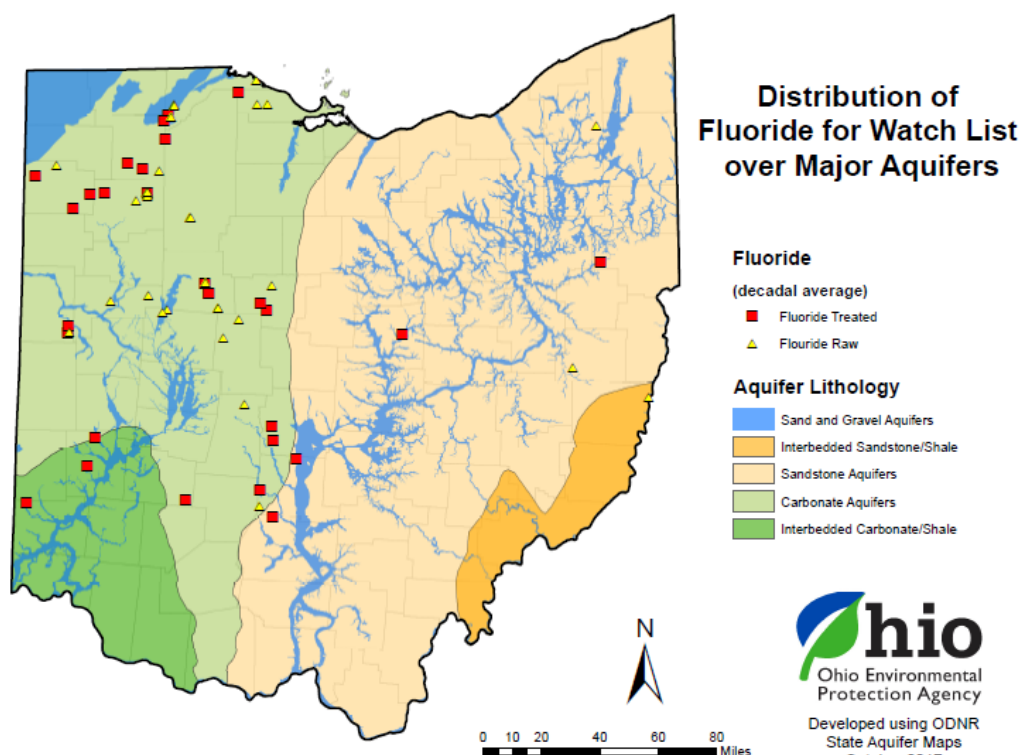 Distribution of
Fluoride for Watch List
over Major Aquifers
Fluoride
(decadal average)
Fluoride Treated
Flouride Raw
Aquifer Lithology
Sand and Gravel Aquifers
Interbedded Sandstone/Shale
Sandstone Aquifers
Carbonate Aquifers
Interbedded Carbonate/Shale
N
0 10 20 40 60 80
Miles
Ohio
Ohio Environmental
Protection Agency
Developed using ODNR
State Aquifer Maps